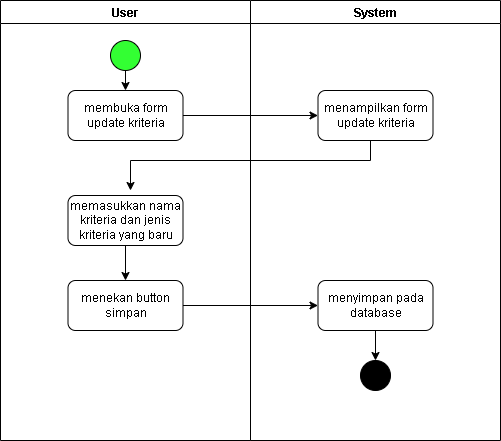 User
System
membuka form
update kriteria
menampilkan form
update kriteria
memasukkan nama
kriteria dan jenis
kriteria yang baru
menekan button
simpan
menyimpan pada
database